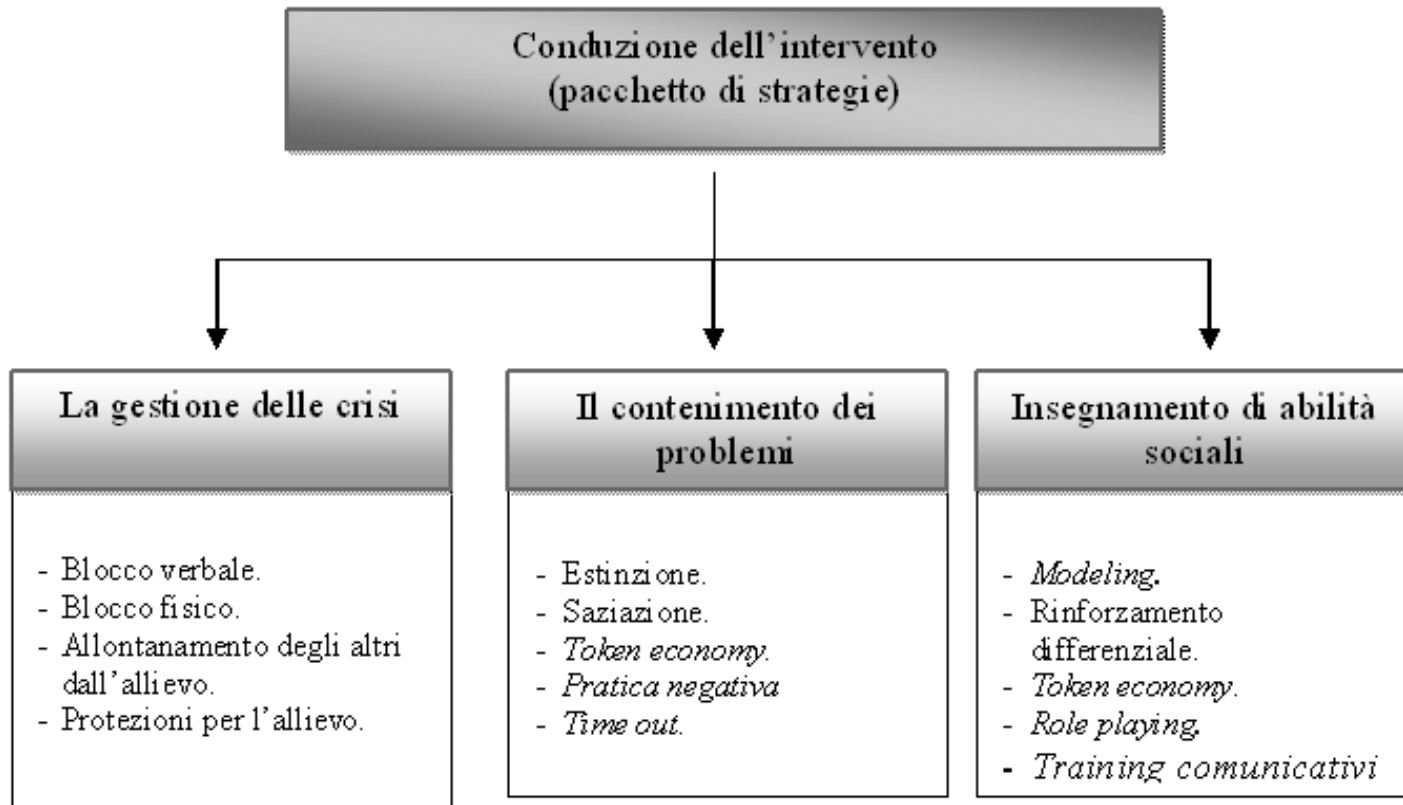 Conduzione dell’intervento
(pacchetto di strategie)
La gestione delle crisi
- Blocco verbale.
- Blocco fisico.
- Allontanamento degli altri
dall’allievo.
- Protezioni per l’allievo.
Il contenimento dei
problemi
- Estinzione.
- Saziazione.
- Token economy.
- Pratica negativa
- Time out.
Insegnamento di abilità
sociali
- Modeling.
- Rinforzamento
differenziale.
- Token economy.
- Role playing.
- Training comunicativi